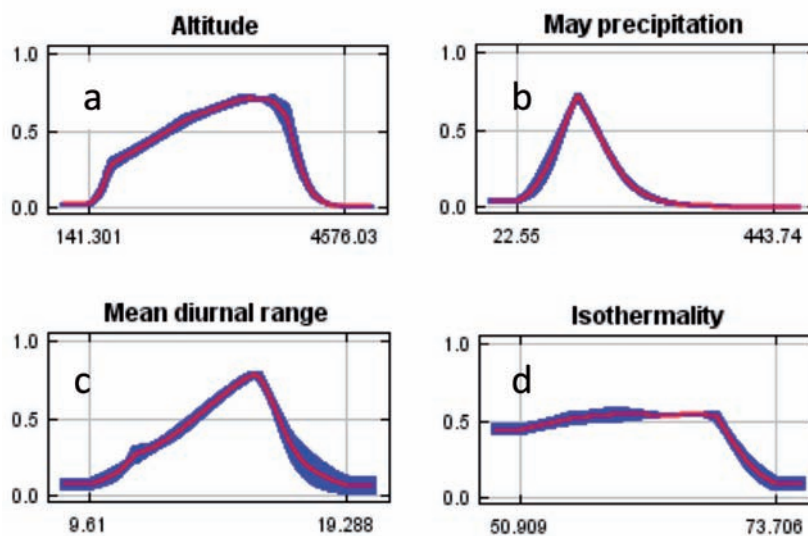 Altitude
1.0
a
0.5
0.0
141.301 4576.03
May precipitation
1.0
b
0.5
0.0
22.55 443.74
Mean diurnal range
1.0
c
0.5
0.0
9.61 19.288
Isothermality
1.0
d
0.5
0.0
50.909 73.706